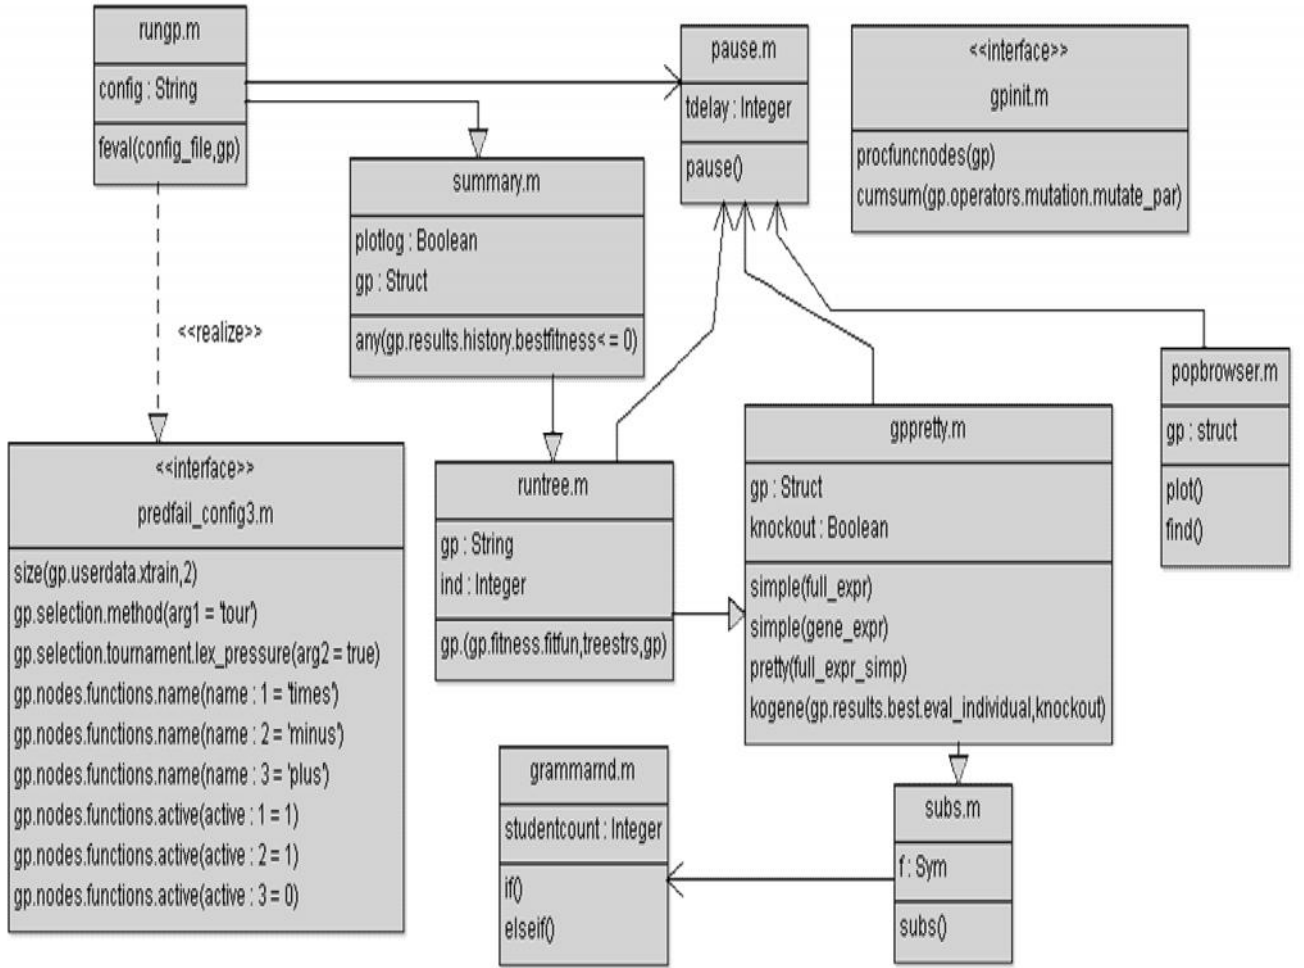 rungp.m
config : String
feval(config_file,gp)
pause.m
tdelay : Integer
pause()
<<interface>>
gpinit.m
procfuncnodes(gp)
cumsum(gp.operators.mutation.mutate_par)
summary.m
plotlog : Boolean
gp : Struct
any(gp.results.history.bestfitness< = 0)
<<realize>>
popbrowser.m
gp : struct
plot()
find()
gppretty.m
gp : Struct
knockout : Boolean
simple(full_expr)
simple(gene_expr)
pretty(full_expr_simp)
kogene(gp.results.best.eval_individual,knockout)
runtree.m
gp : String
ind : Integer
gp.(gp.fitness.fitfun,treestrs,gp)
<<interface>>
predfail_config3.m
size(gp.userdata.xtrain,2)
gp.selection.method(arg1 = 'tour')
gp.selection.tournament.lex_pressure(arg2 = true)
gp.nodes.functions.name(name : 1 = 'times')
gp.nodes.functions.name(name : 2 = 'minus')
gp.nodes.functions.name(name : 3 = 'plus')
gp.nodes.functions.active(active : 1 = 1)
gp.nodes.functions.active(active : 2 = 1)
gp.nodes.functions.active(active : 3 = 0)
grammarnd.m
studentcount : Integer
if()
elseif()
subs.m
f : Sym
subs()